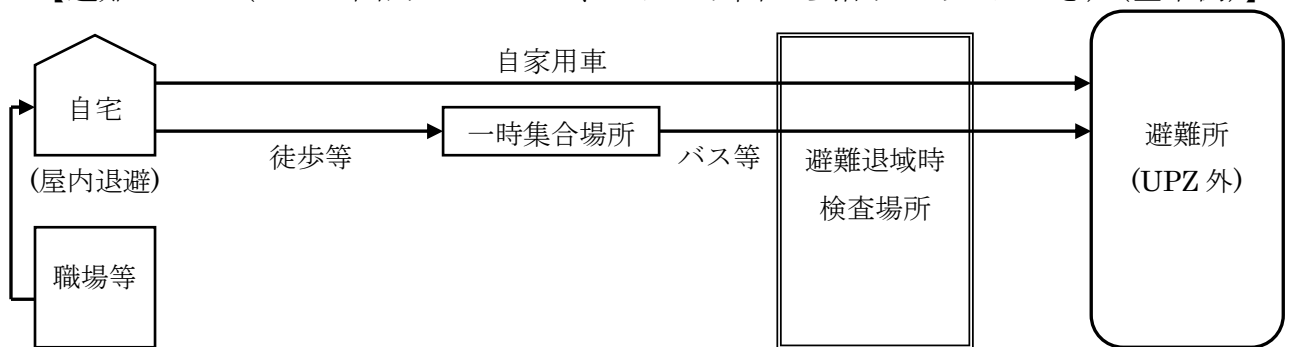 自家用車
自宅
一時集合場所
徒歩等
バス等
(屋内退避)
避難退域時
検査場所
避難所
(UPZ 外)
職場等